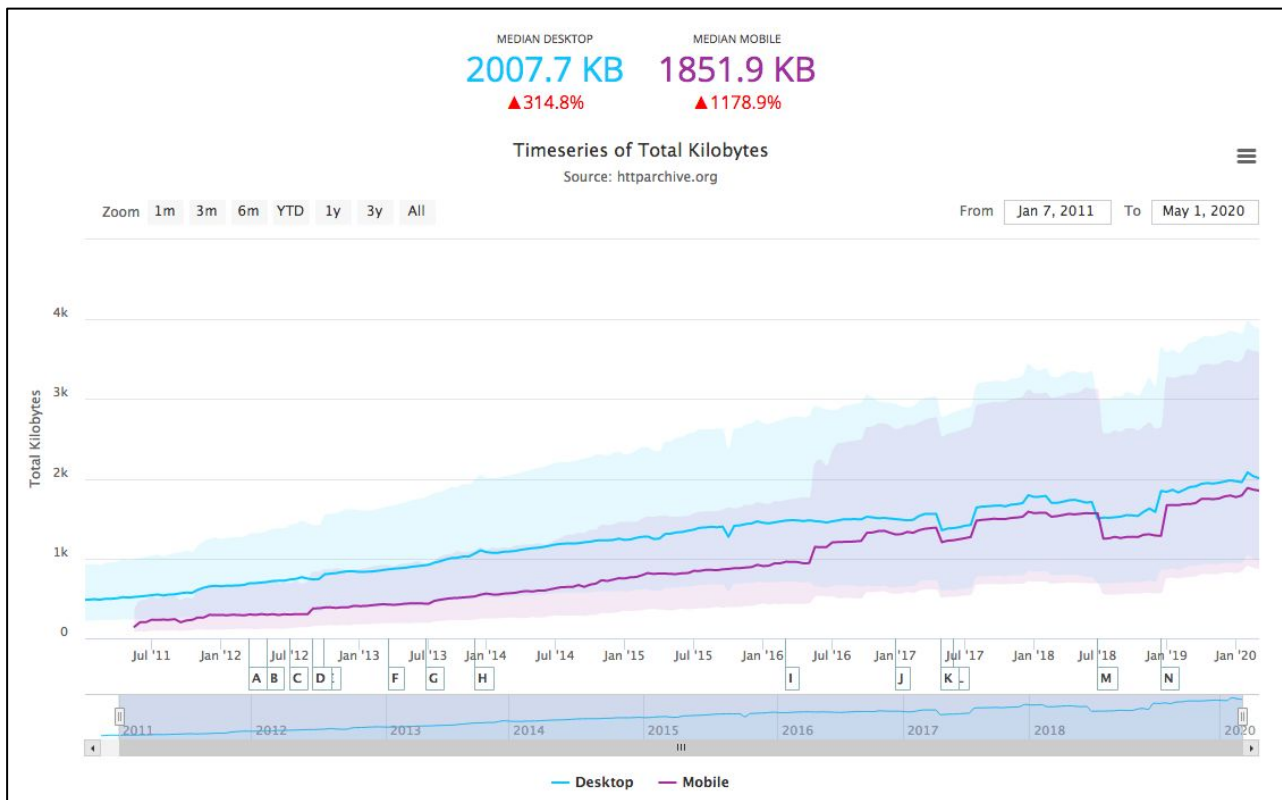 MEDIAN DESKTOP MEDIAN MOBILE
2007.7 KB 1851.9 KB
▲314.8% ▲1178.9%
Timeseries of Total Kilobytes
Source: httparchive.org
Zoom 1m 3m 6m YTD 1y 3y All From Jan 7, 2011 To May 1, 2020
4k
3k
2k
1k
0
Total Kilobytes
Jul '11 Jan '12 Jul '12 Jan '13 Jul '13 Jan '14 Jul '14 Jan '15 Jul '15 Jan '16 Jul '16 Jan '17 Jul '17 Jan '18 Jul '18 Jan '19 Jan '20
A B C D F G H I J K L M N
2011 2012 2013 2014 2015 2016 2017 2018 2020
Desktop Mobile